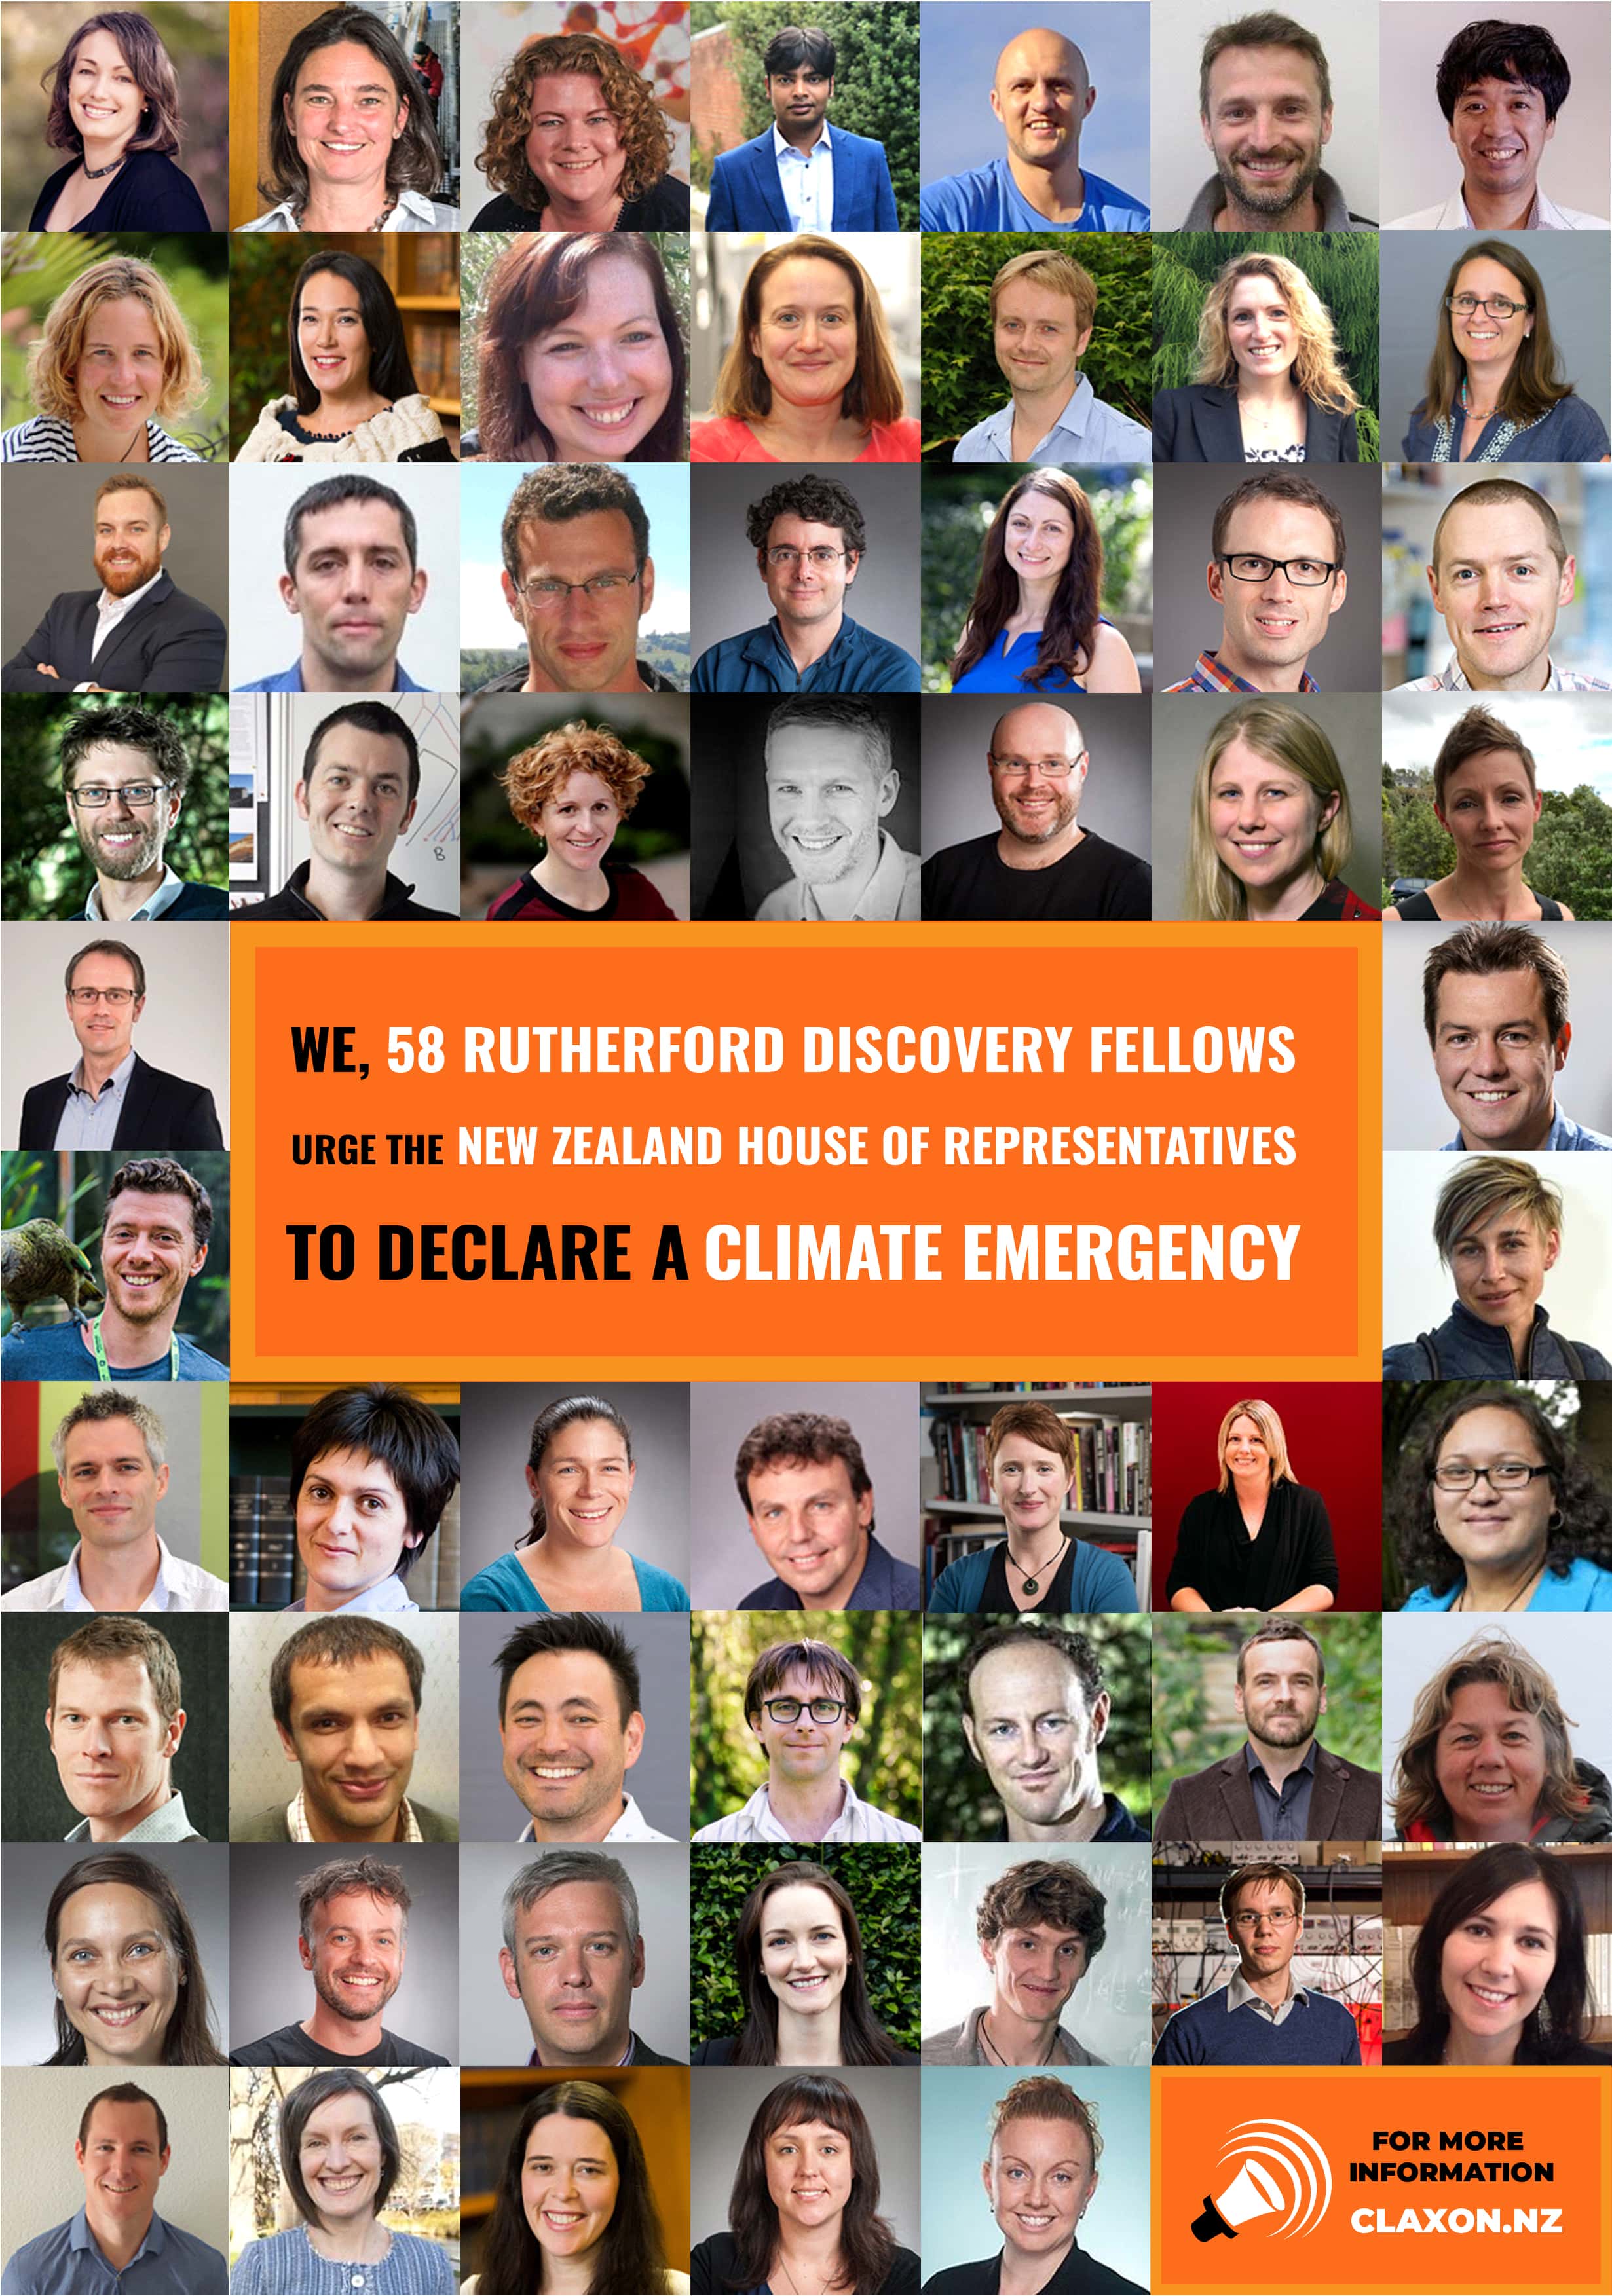 B
WE, 58 RUTHERFORD DISCOVERY FELLOWS
URGE THE NEW ZEALAND HOUSE OF REPRESENTATIVES
TO DECLARE A CLIMATE EMERGENCY
FOR MORE
INFORMATION
CLAXON.NZ